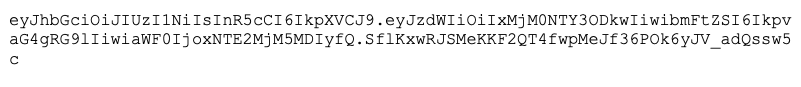 eyJhbGciOiJIUzI1NiIsInR5cCI6IkpXVCJ9.eyJzdWIiOiIxMjM0NTY3ODkwIiwibmFtZSI6Ikpv
aG4gRG9lIiwiaWF0IjoxNTE2MjM5MDIyfQ.SflKxwRJSMeKKF2QT4fwpMeJf36POk6yJV_adQssw5
c